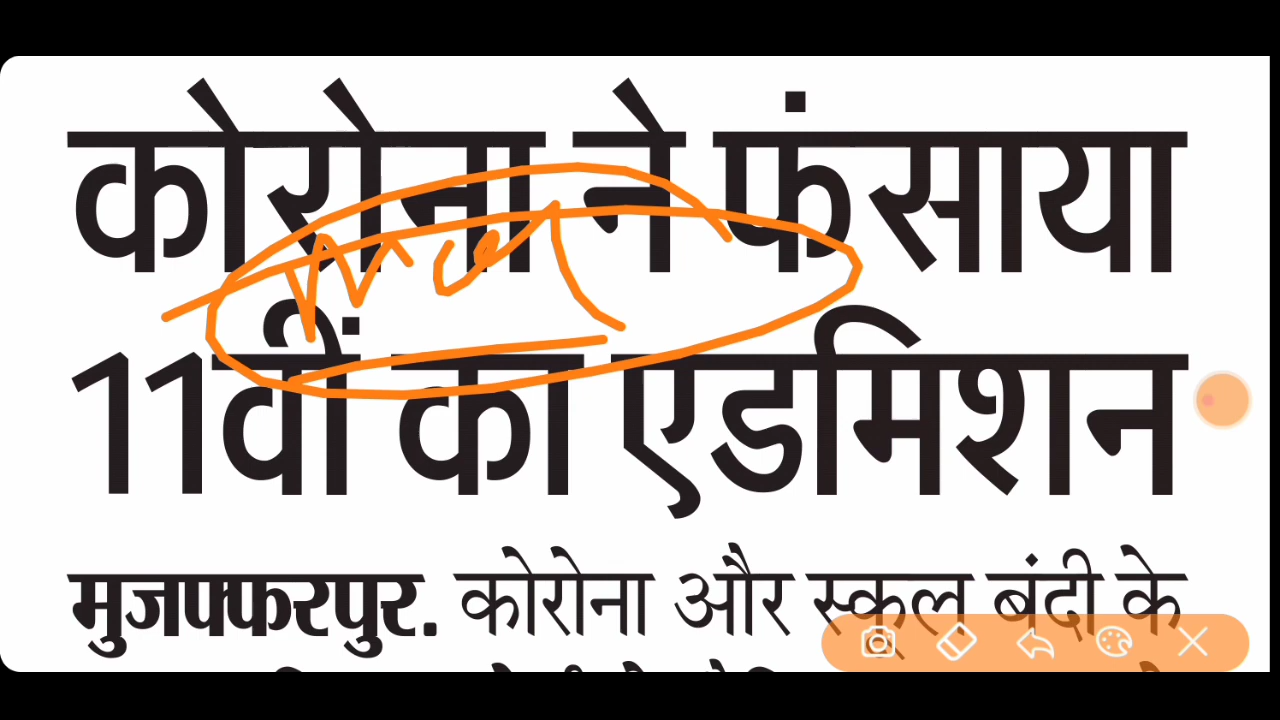 कोरोना ने फंसाया
11वीं का एडमिशन
मुजफ्फरपुर. कोरोना और स्कूल बंदी के